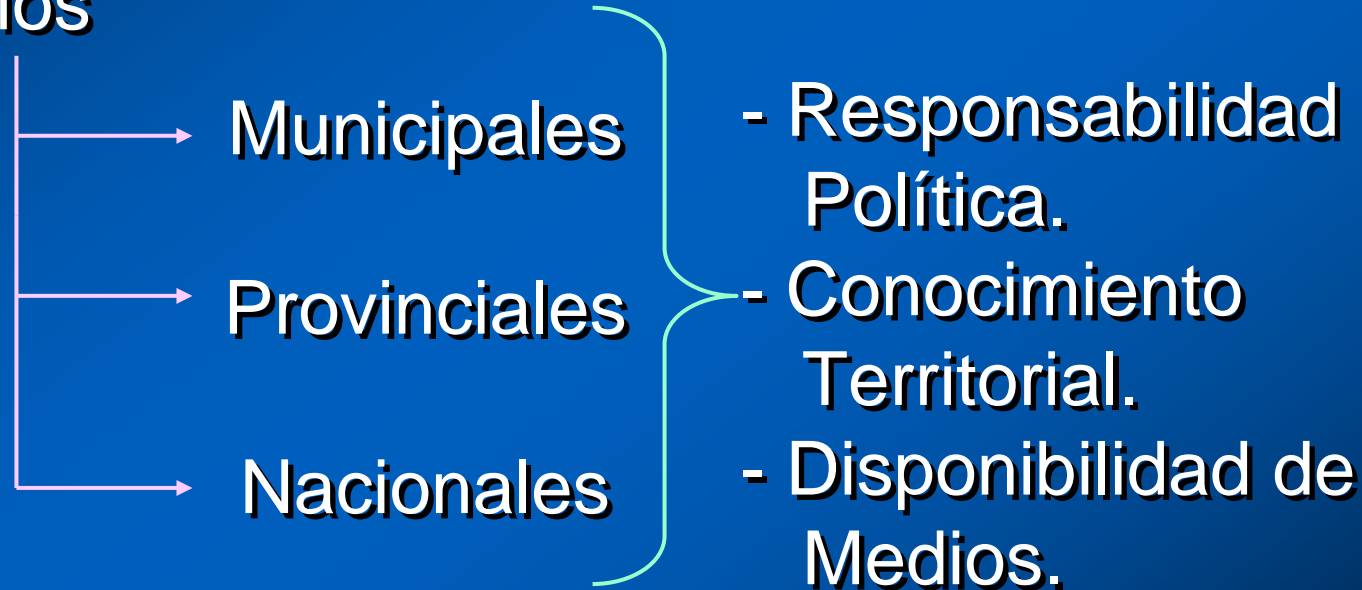 Municipales
Provinciales
Nacionales
- Responsabilidad
Política.
- Conocimiento
Territorial.
- Disponibilidad de
Medios.